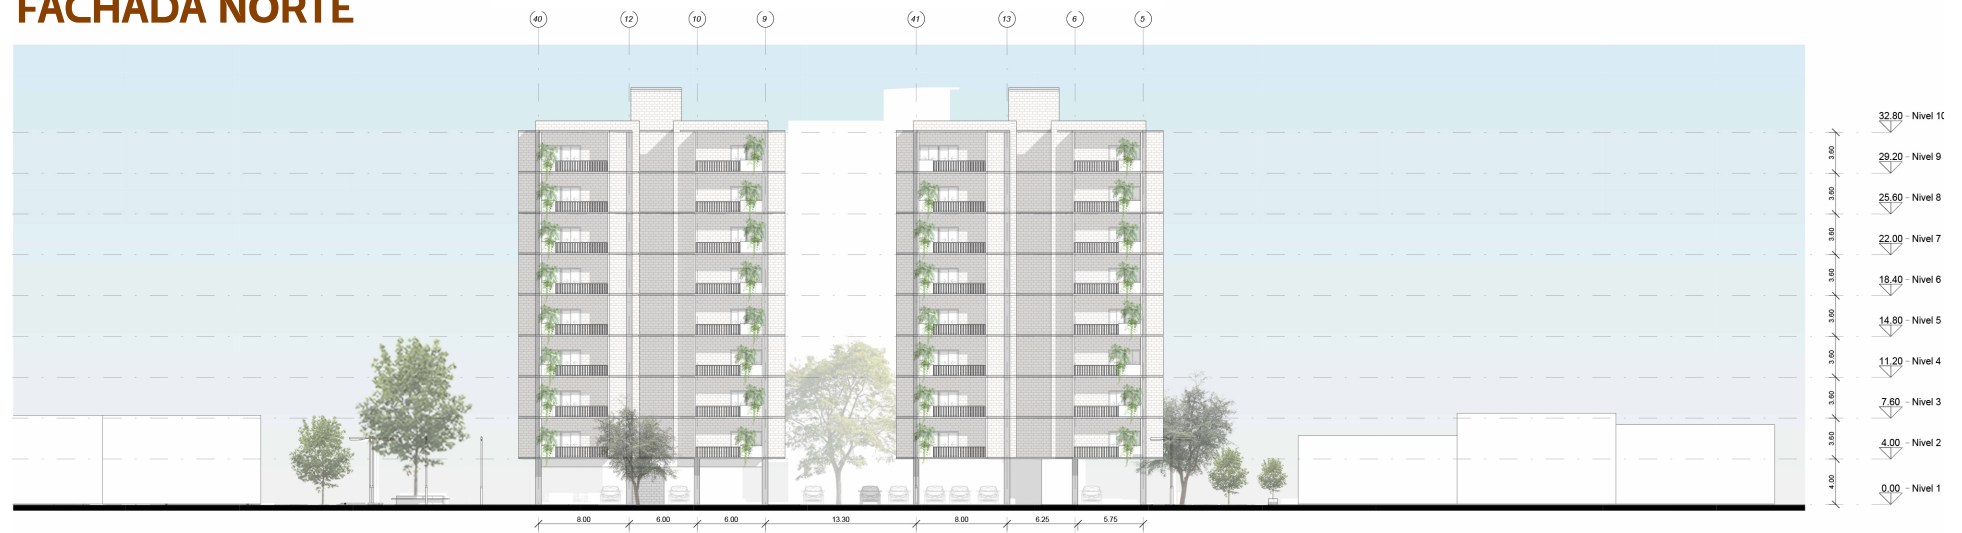 FACHADA NORTE
40 12 10 9 41 13 6 5
32.80 Nivel 10
3.60
29.20 Nivel 9
3.60
25.60 Nivel 8
3.60
22.00 Nivel 7
3.60
18.40 Nivel 6
3.60
14.80 Nivel 5
3.60
11.20 Nivel 4
3.60
7.60 Nivel 3
3.60
4.00 Nivel 2
4.00
0.00 Nivel 1
8.00 6.00 6.00 13.30 8.00 6.25 5.75